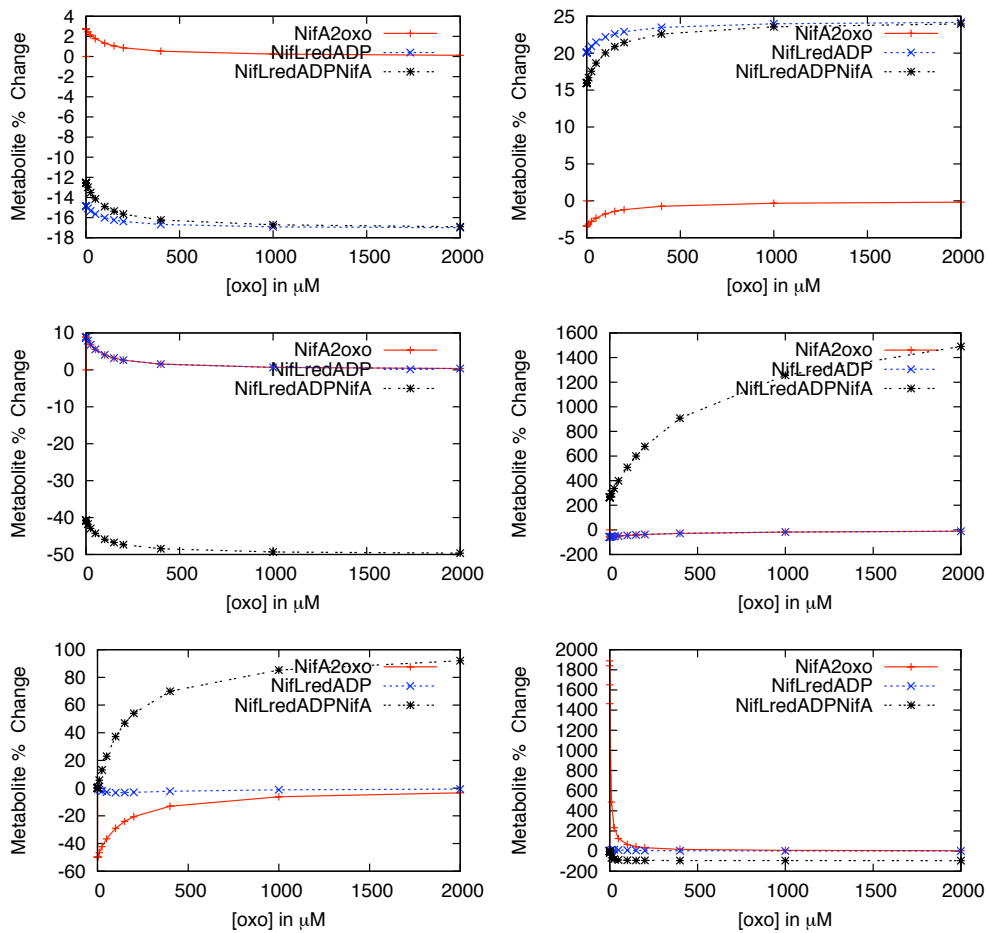 4
2
0
-2
-4
-6
-8
-10
-12
-14
-16
-18
0
500
1000
1500
2000
Metabolite % Change
[oxo] in μM
NifA2oxo
NifLredADP
NifLredADPNifA
25
20
15
10
5
0
-5
0
500
1000
1500
2000
Metabolite % Change
[oxo] in μM
NifA2oxo
NifLredADP
NifLredADPNifA
10
0
-10
-20
-30
-40
-50
0
500
1000
1500
2000
Metabolite % Change
[oxo] in μM
NifA2oxo
NifLredADP
NifLredADPNifA
1600
1400
1200
1000
800
600
400
200
0
-200
0
500
1000
1500
2000
Metabolite % Change
[oxo] in μM
NifA2oxo
NifLredADP
NifLredADPNifA
100
80
60
40
20
0
-20
-40
-60
0
500
1000
1500
2000
Metabolite % Change
[oxo] in μM
NifA2oxo
NifLredADP
NifLredADPNifA
2000
1800
1600
1400
1200
1000
800
600
400
200
0
-200
0
500
1000
1500
2000
Metabolite % Change
[oxo] in μM
NifA2oxo
NifLredADP
NifLredADPNifA